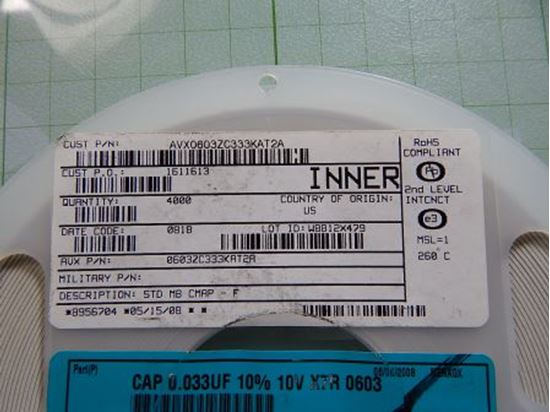 CUST P/N: AVX0603ZC333KAT2A
CUST P.O.: 1611613
INNER
QUANTITY: 4000
COUNTRY OF ORIGIN:
US
DATE CODE: 0818
LOT ID:
AVX P/N: 0603ZC333KAT2A
MILITARY P/N:
DESCRIPTION: STD MB CMAP - F
*8956704 *05/15/08 * *
RoHS
COMPLIANT
2nd LEVEL
INTCNCT
e3
MSL=1
260°C
Part(P)
CAP 0.033UF 10% 10V X7R 0603